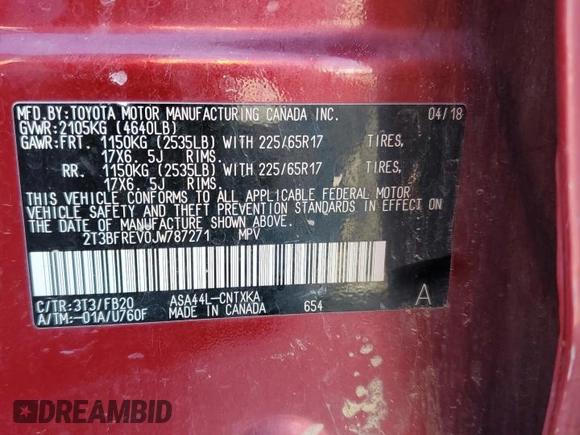 MFD.BY:TOYOTA MOTOR MANUFACTURING CANADA INC. 04/18
GVWR:2105KG (4640LB)
GAWR:FRT. 1150KG (2535LB) WITH 225/65R17 TIRES,
17X6. 5J RIMS.
RR. 1150KG (2535LB) WITH 225/65R17 TIRES,
17X6. 5J RIMS.
THIS VEHICLE CONFORMS TO ALL APPLICABLE FEDERAL MOTOR
VEHICLE SAFETY AND THEFT PREVENTION STANDARDS IN EFFECT ON
THE DATE OF MANUFACTURE SHOWN ABOVE.
2T3BFREV0JW787271 MPV
C/TR:3T3/FB20 ASA44L-CNTXKA A
A/TM:-01A/U760F MADE IN CANADA 654
DREAMBID